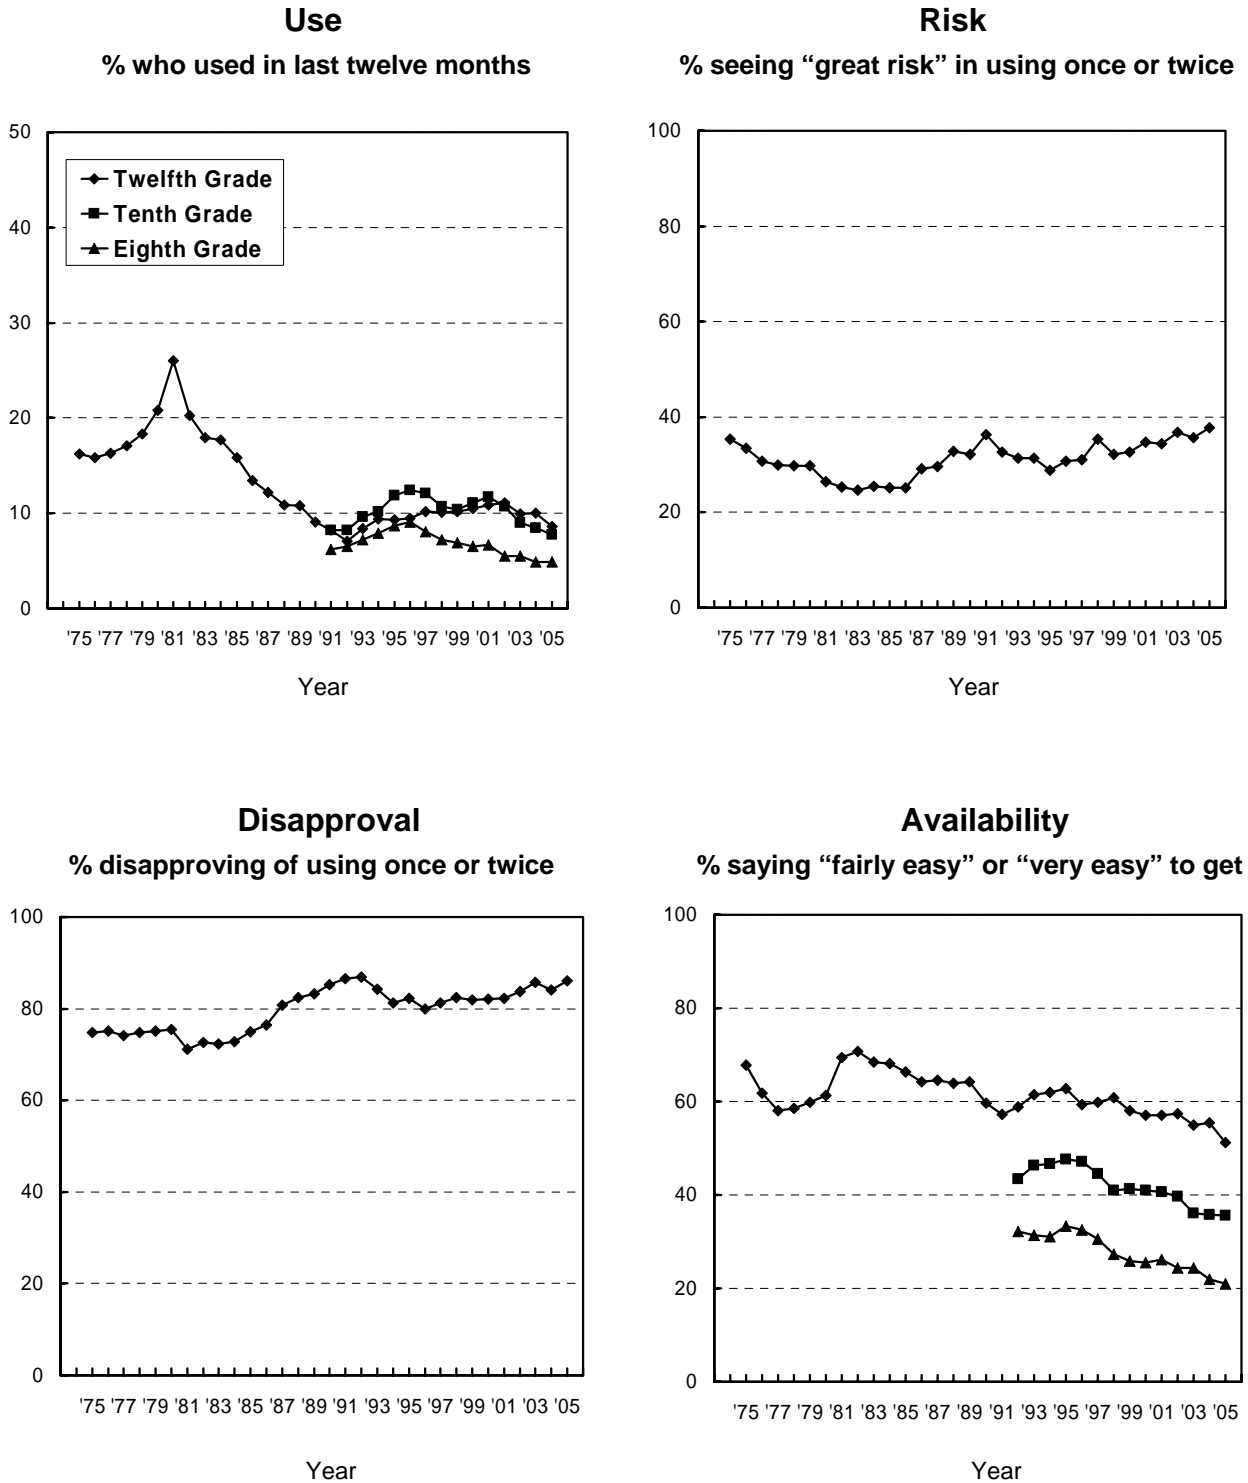 Use
% who used in last twelve months
50
40
30
20
10
0
Twelfth Grade
Tenth Grade
Eighth Grade
'75 '77 '79 '81 '83 '85 '87 '89 '91 '93 '95 '97 '99 '01 '03 '05
Year
Risk
% seeing “great risk” in using once or twice
100
80
60
40
20
0
'75 '77 '79 '81 '83 '85 '87 '89 '91 '93 '95 '97 '99 '01 '03 '05
Year
Disapproval
% disapproving of using once or twice
100
80
60
40
20
0
'75 '77 '79 '81 '83 '85 '87 '89 '91 '93 '95 '97 '99 '01 '03 '05
Year
Availability
% saying “fairly easy” or “very easy” to get
100
80
60
40
20
0
'75 '77 '79 '81 '83 '85 '87 '89 '91 '93 '95 '97 '99 '01 '03 '05
Year